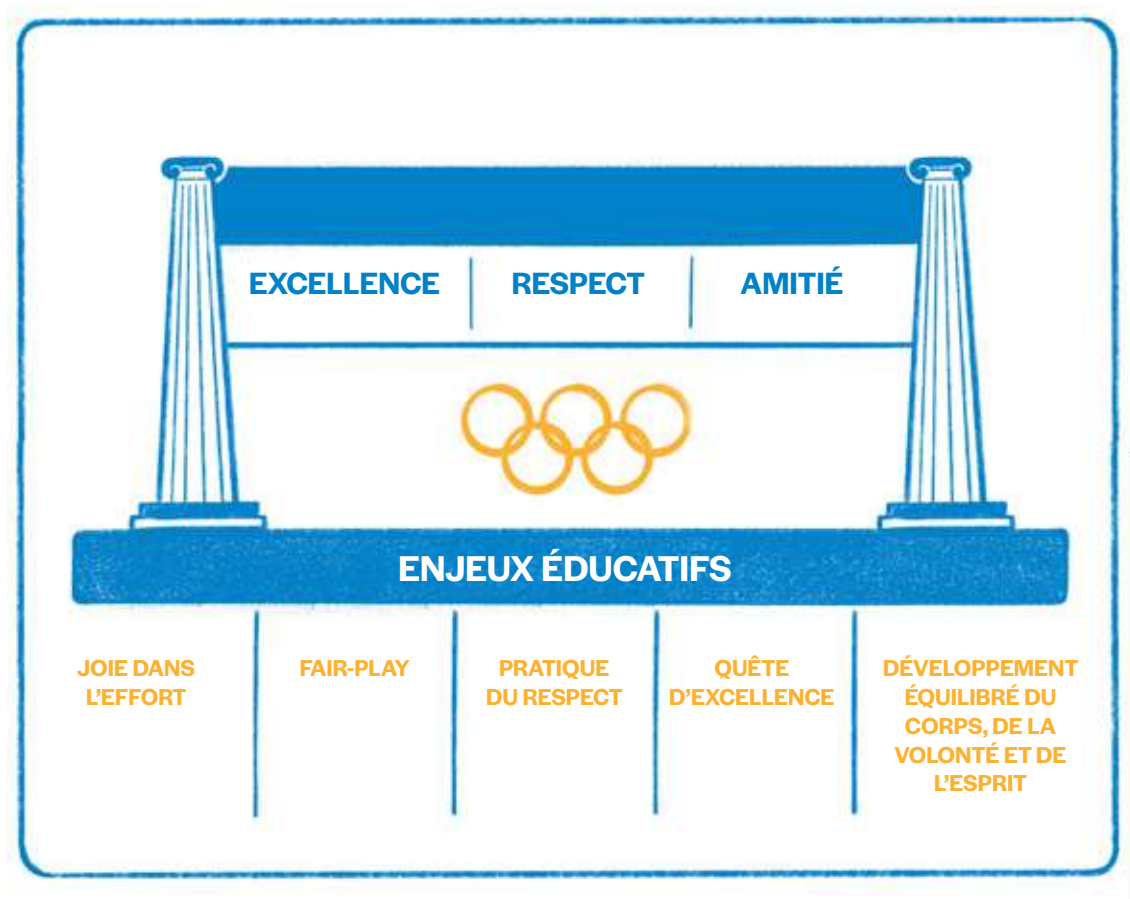 EXCELLENCE
RESPECT
AMITIÉ
ENJEUX ÉDUCATIFS
JOIE DANS
L’EFFORT
FAIR-PLAY
PRATIQUE
DU RESPECT
QUÊTE
D’EXCELLENCE
DÉVELOPPEMENT
ÉQUILIBRÉ DU
CORPS, DE LA
VOLONTÉ ET DE
L’ESPRIT